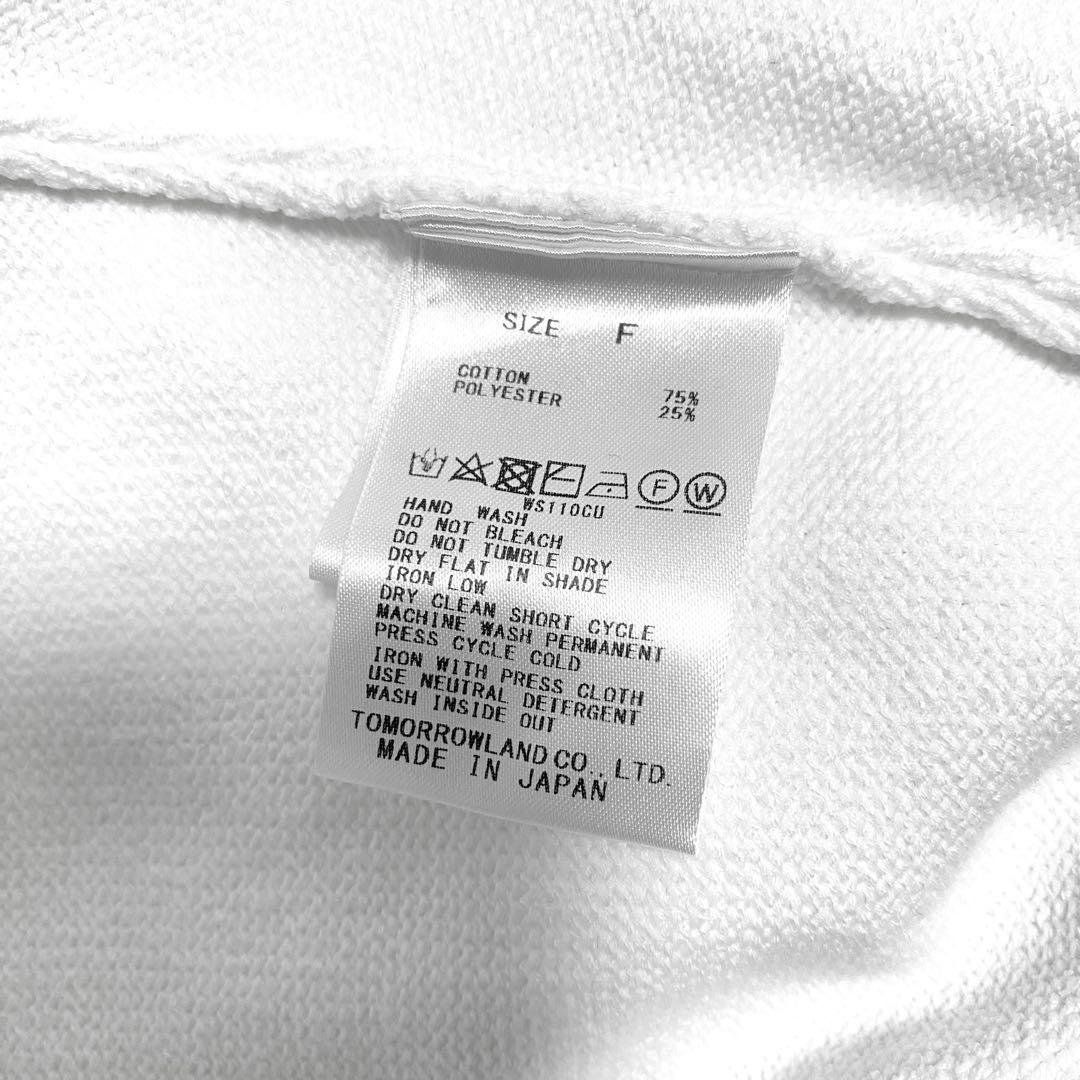 SIZE F
COTTON 75%
POLYESTER 25%
F W
WS110CU
HAND WASH
DO NOT BLEACH
DO NOT TUMBLE DRY
DRY FLAT IN SHADE
IRON LOW
DRY CLEAN SHORT CYCLE
MACHINE WASH PERMANENT
PRESS CYCLE COLD
IRON WITH PRESS CLOTH
USE NEUTRAL DETERGENT
WASH INSIDE OUT
TOMORROWLAND CO., LTD.
MADE IN JAPAN